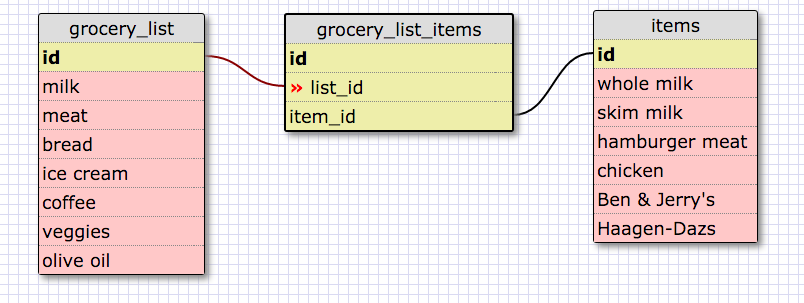 grocery_list
id
milk
meat
bread
ice cream
coffee
veggies
olive oil
grocery_list_items
id
» list_id
item_id
items
id
whole milk
skim milk
hamburger meat
chicken
Ben & Jerry's
Haagen-Dazs